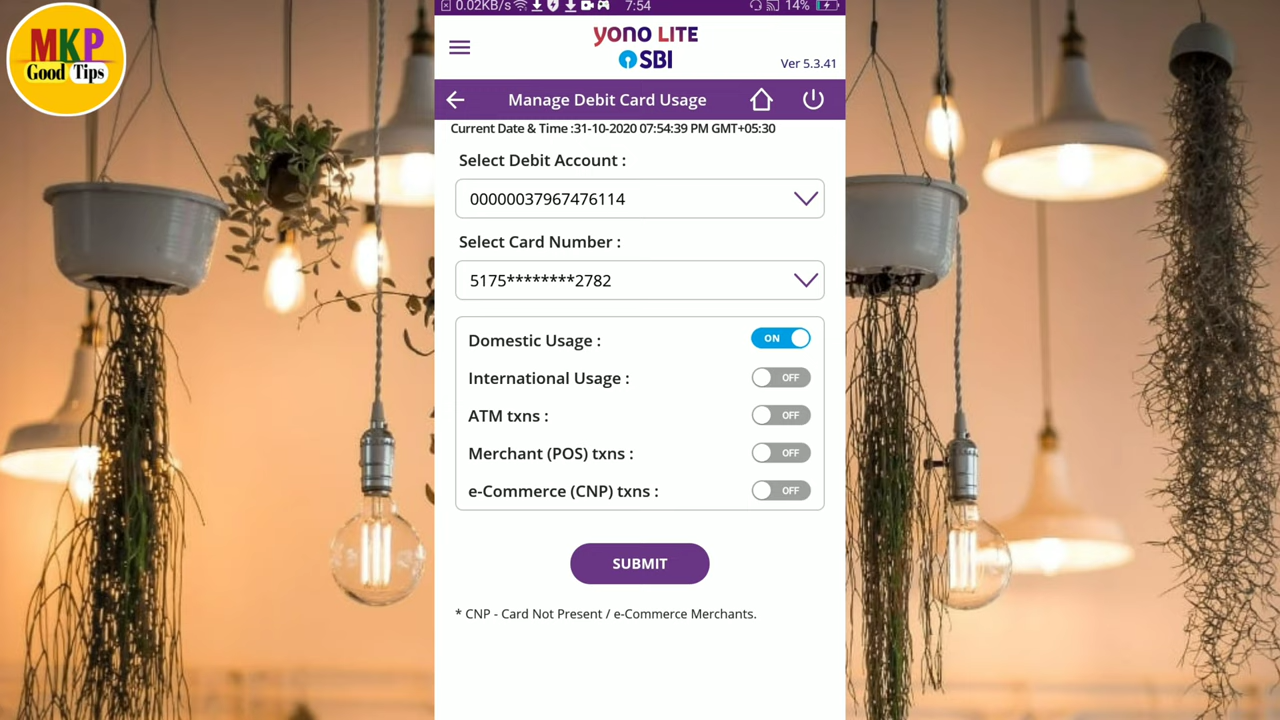 MKP
Good Tips
0.02KB/s 7:54 14%
yono LITE
SBI
Ver 5.3.41
Manage Debit Card Usage
Current Date & Time :31-10-2020 07:54:39 PM GMT+05:30
Select Debit Account :
00000037967476114
Select Card Number :
5175********2782
Domestic Usage : ON
International Usage : OFF
ATM txns : OFF
Merchant (POS) txns : OFF
e-Commerce (CNP) txns : OFF
SUBMIT
* CNP - Card Not Present / e-Commerce Merchants.